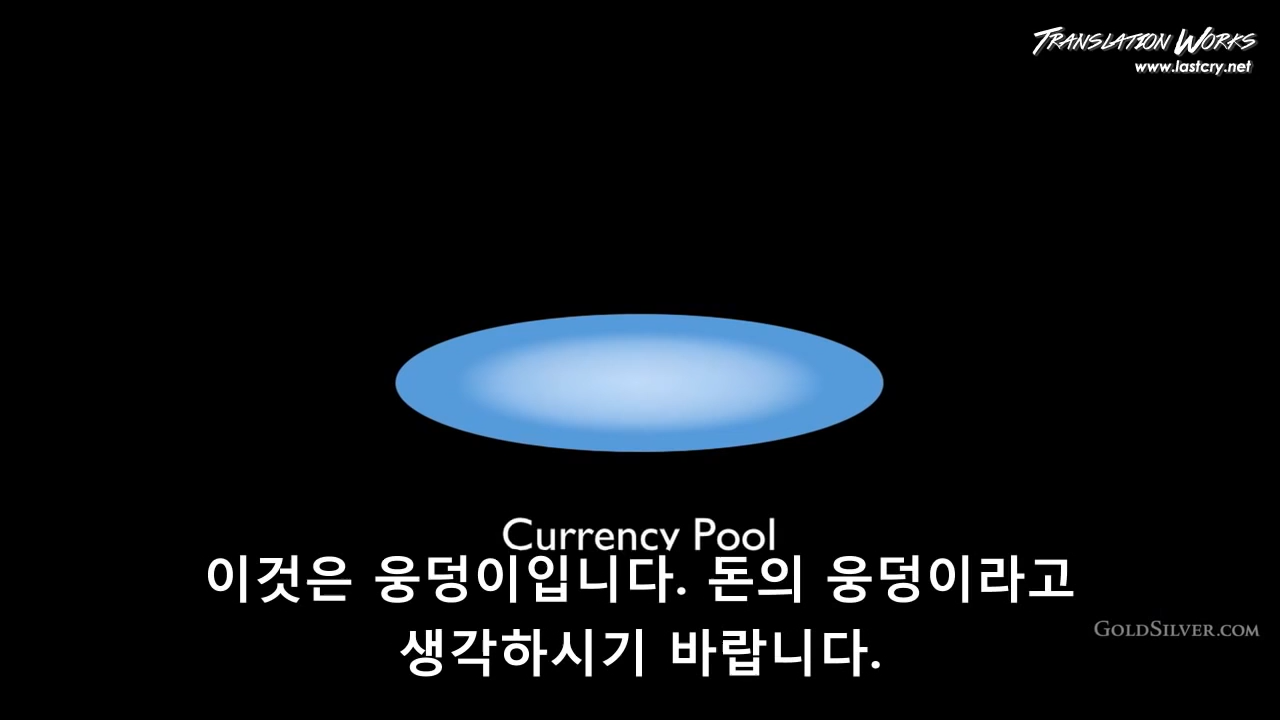 TRANSLATION WORKS
www.lastcry.net
Currency Pool
이것은 웅덩이입니다. 돈의 웅덩이라고
생각하시기 바랍니다.
GOLDSILVER.COM